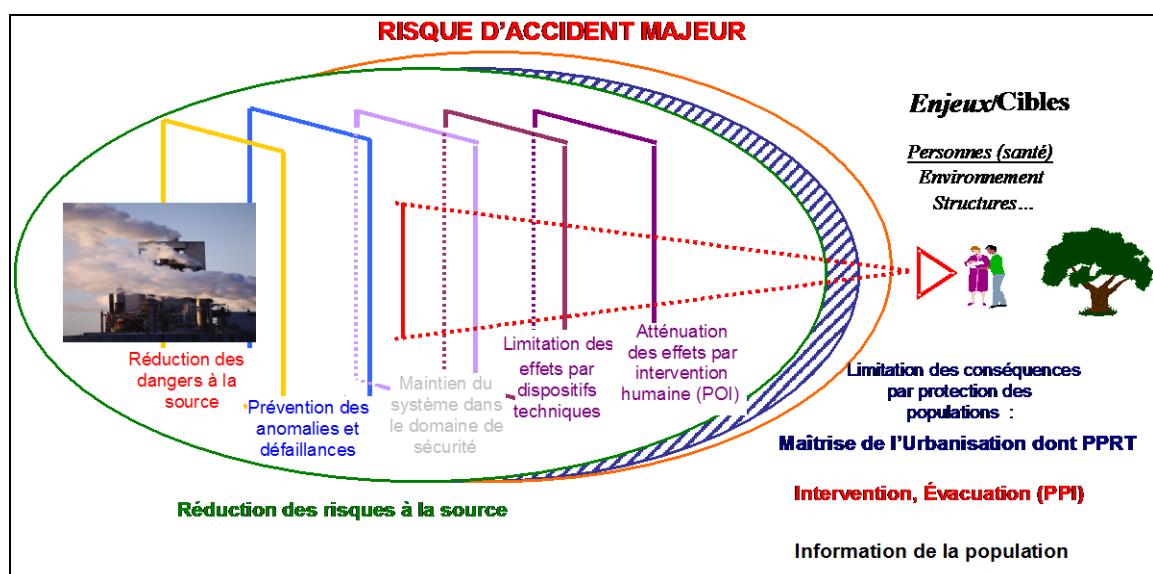 RISQUE D'ACCIDENT MAJEUR
Enjeux/Cibles
Personnes (santé)
Environnement
Structures…
Réduction des
dangers à la
source
Prévention des
anomalies et
défaillances
Maintien du
système dans
le domaine de
sécurité
Limitation des
effets par
dispositifs
techniques
Atténuation
des effets par
intervention
humaine (POI)
Limitation des conséquences
par protection des
populations :
Maîtrise de l'Urbanisation dont PPRT
Intervention, Évacuation (PPI)
Information de la population
Réduction des risques à la source